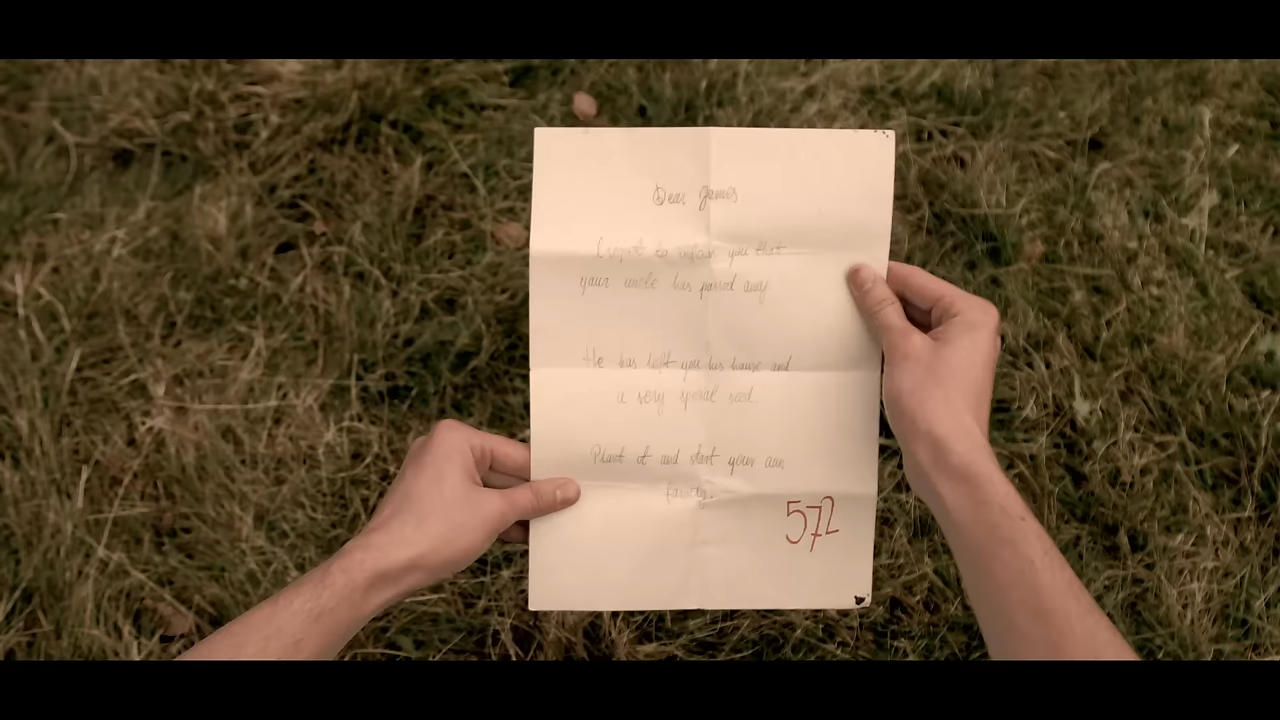 Dear James
I regret to inform you that
your uncle has passed away
He has left you his house and
a very special seed.
Plant it and start your own
family.
572